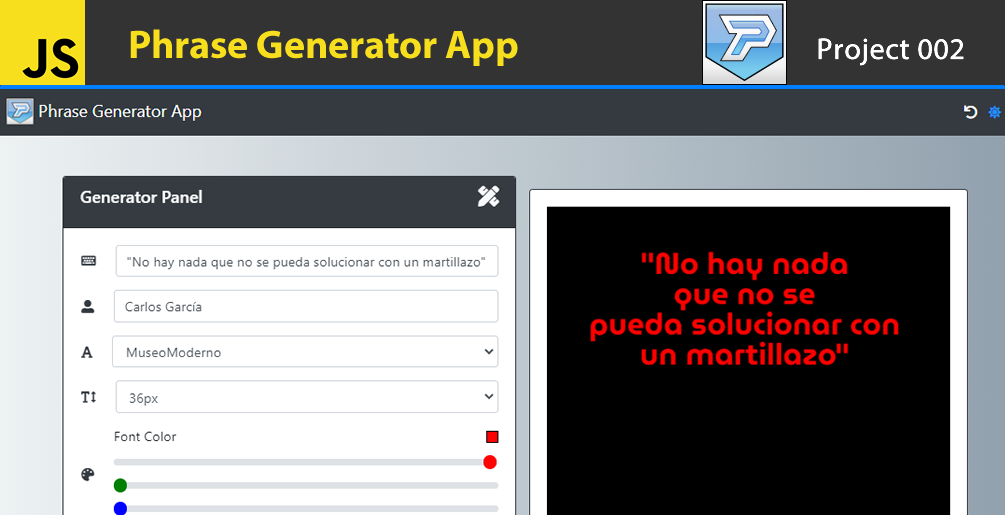 JS
Phrase Generator App
Project 002
Phrase Generator App
Generator Panel
"No hay nada que no se pueda solucionar con un martillazo"
Carlos García
A
MuseoModerno
T
36px
Font Color
"No hay nada
que no se
pueda solucionar con
un martillazo"